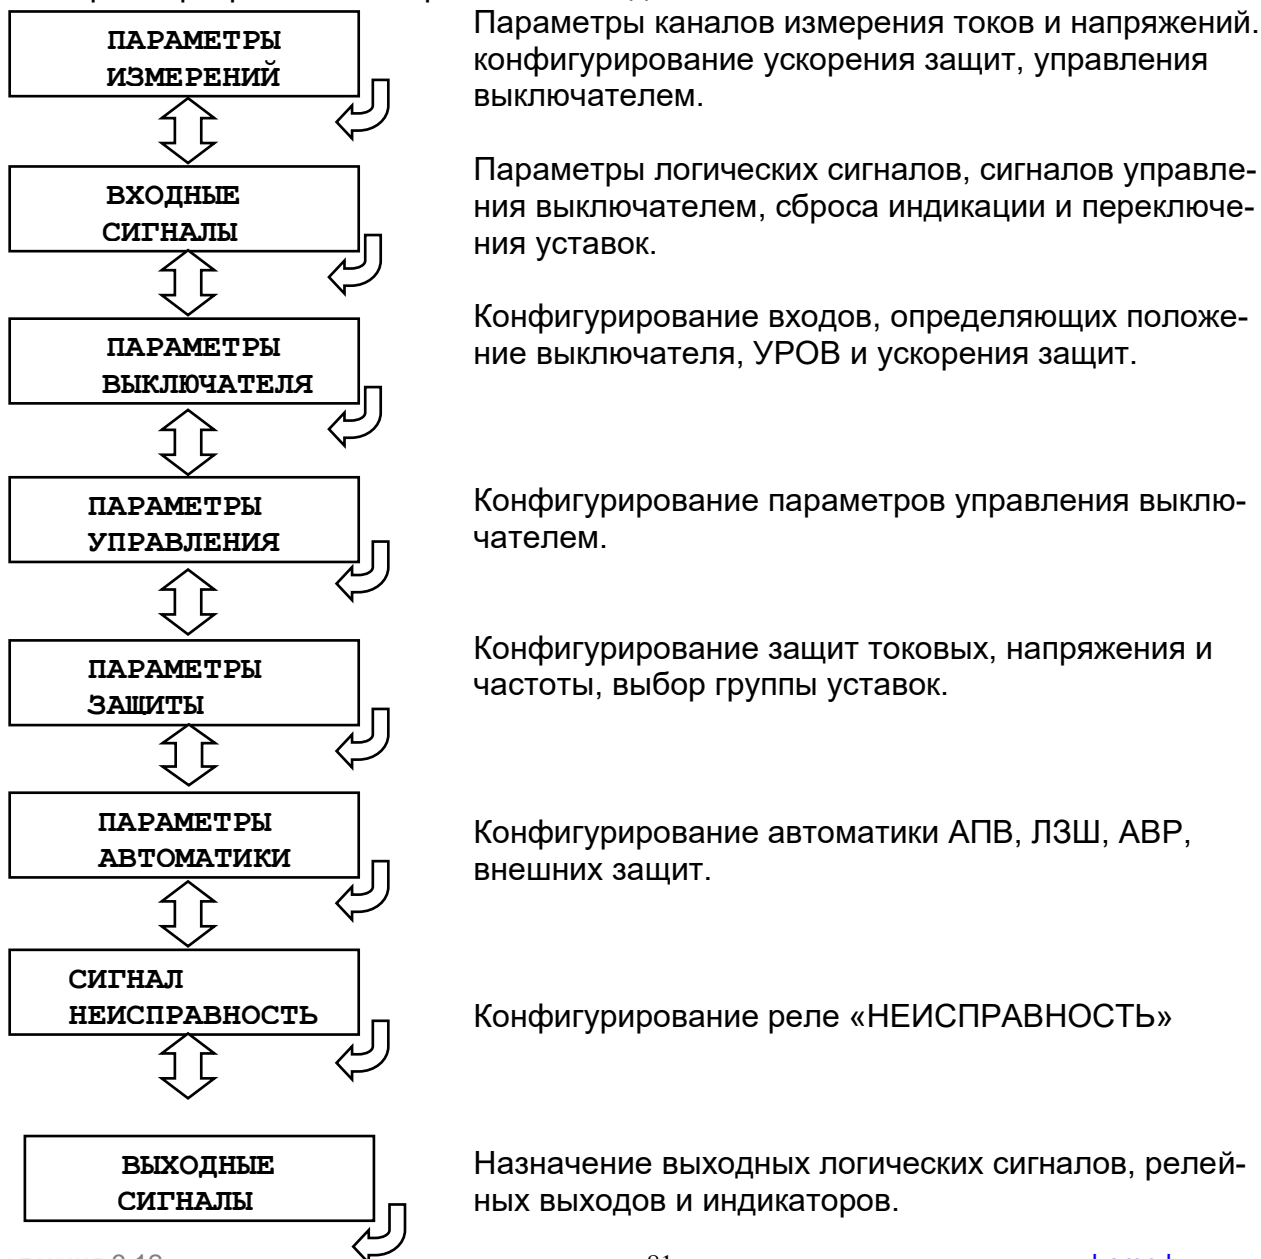 ПАРАМЕТРЫ
ИЗМЕРЕНИЙ
Параметры каналов измерения токов и напряжений.
конфигурирование ускорения защит, управления
выключателем.
ВХОДНЫЕ
СИГНАЛЫ
Параметры логических сигналов, сигналов управле-
ния выключателем, сброса индикации и переключе-
ния уставок.
ПАРАМЕТРЫ
ВЫКЛЮЧАТЕЛЯ
Конфигурирование входов, определяющих положе-
ние выключателя, УРОВ и ускорения защит.
ПАРАМЕТРЫ
УПРАВЛЕНИЯ
Конфигурирование параметров управления выклю-
чателем.
ПАРАМЕТРЫ
ЗАЩИТЫ
Конфигурирование защит токовых, напряжения и
частоты, выбор группы уставок.
ПАРАМЕТРЫ
АВТОМАТИКИ
Конфигурирование автоматики АПВ, ЛЗШ, АВР,
внешних защит.
СИГНАЛ
НЕИСПРАВНОСТЬ
Конфигурирование реле «НЕИСПРАВНОСТЬ»
ВЫХОДНЫЕ
СИГНАЛЫ
Назначение выходных логических сигналов, релей-
ных выходов и индикаторов.